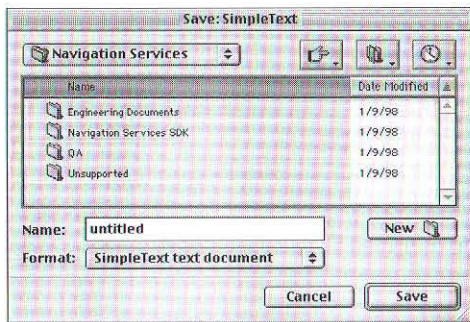 Save: SimpleText
Navigation Services
Name Date Modified
Engineering Documents 1/9/98
Navigation Services SDK 1/9/98
QA 1/9/98
Unsupported 1/9/98
Name: untitled New
Format: SimpleText text document
Cancel Save